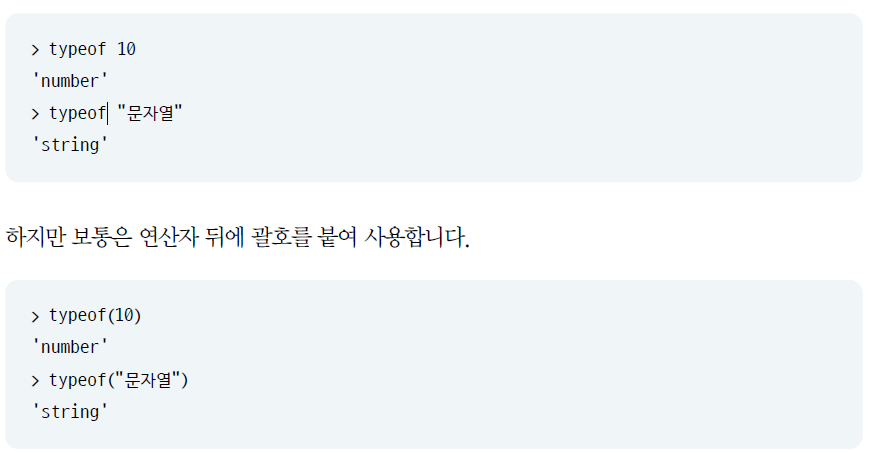 > typeof 10
'number'
> typeof "문자열"
'string'
하지만 보통은 연산자 뒤에 괄호를 붙여 사용합니다.
> typeof(10)
'number'
> typeof("문자열")
'string'